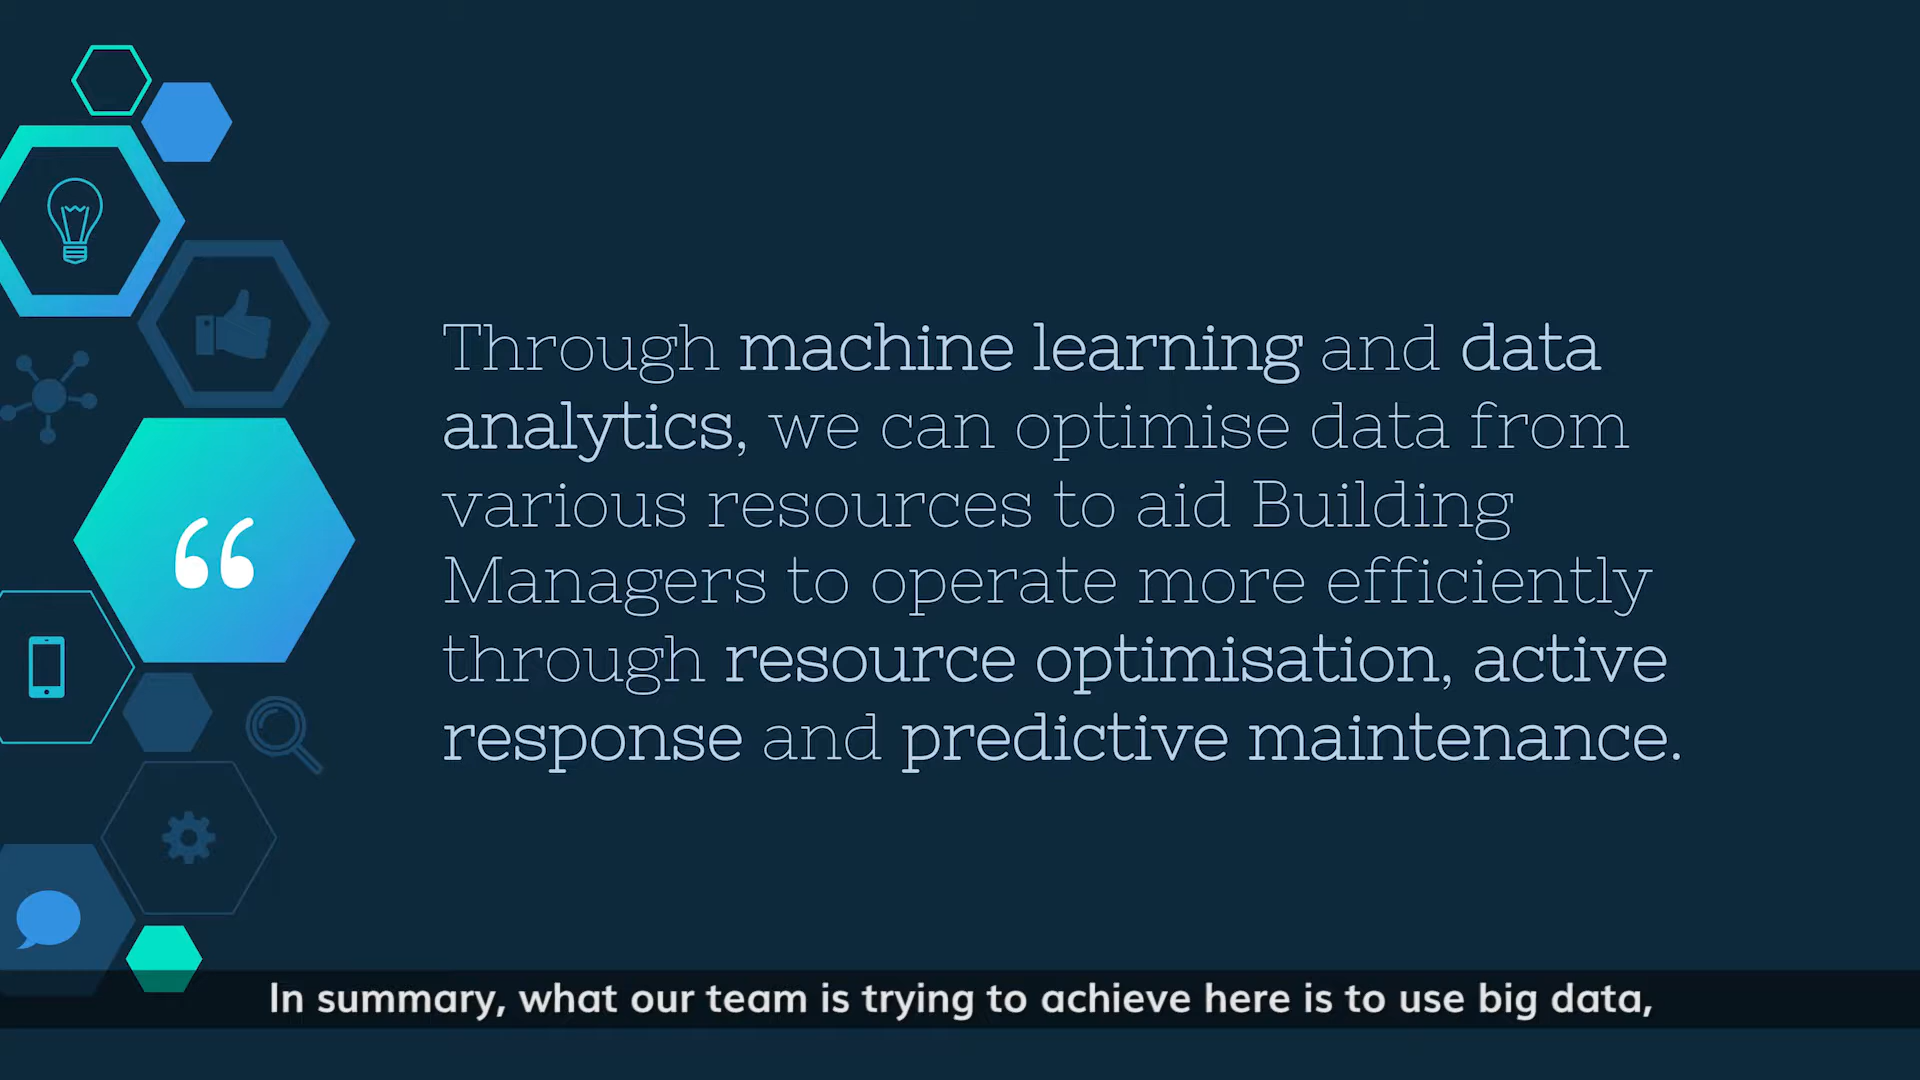 Through machine learning and data
analytics, we can optimise data from
various resources to aid Building
Managers to operate more efficiently
through resource optimisation, active
response and predictive maintenance.
“
In summary, what our team is trying to achieve here is to use big data,